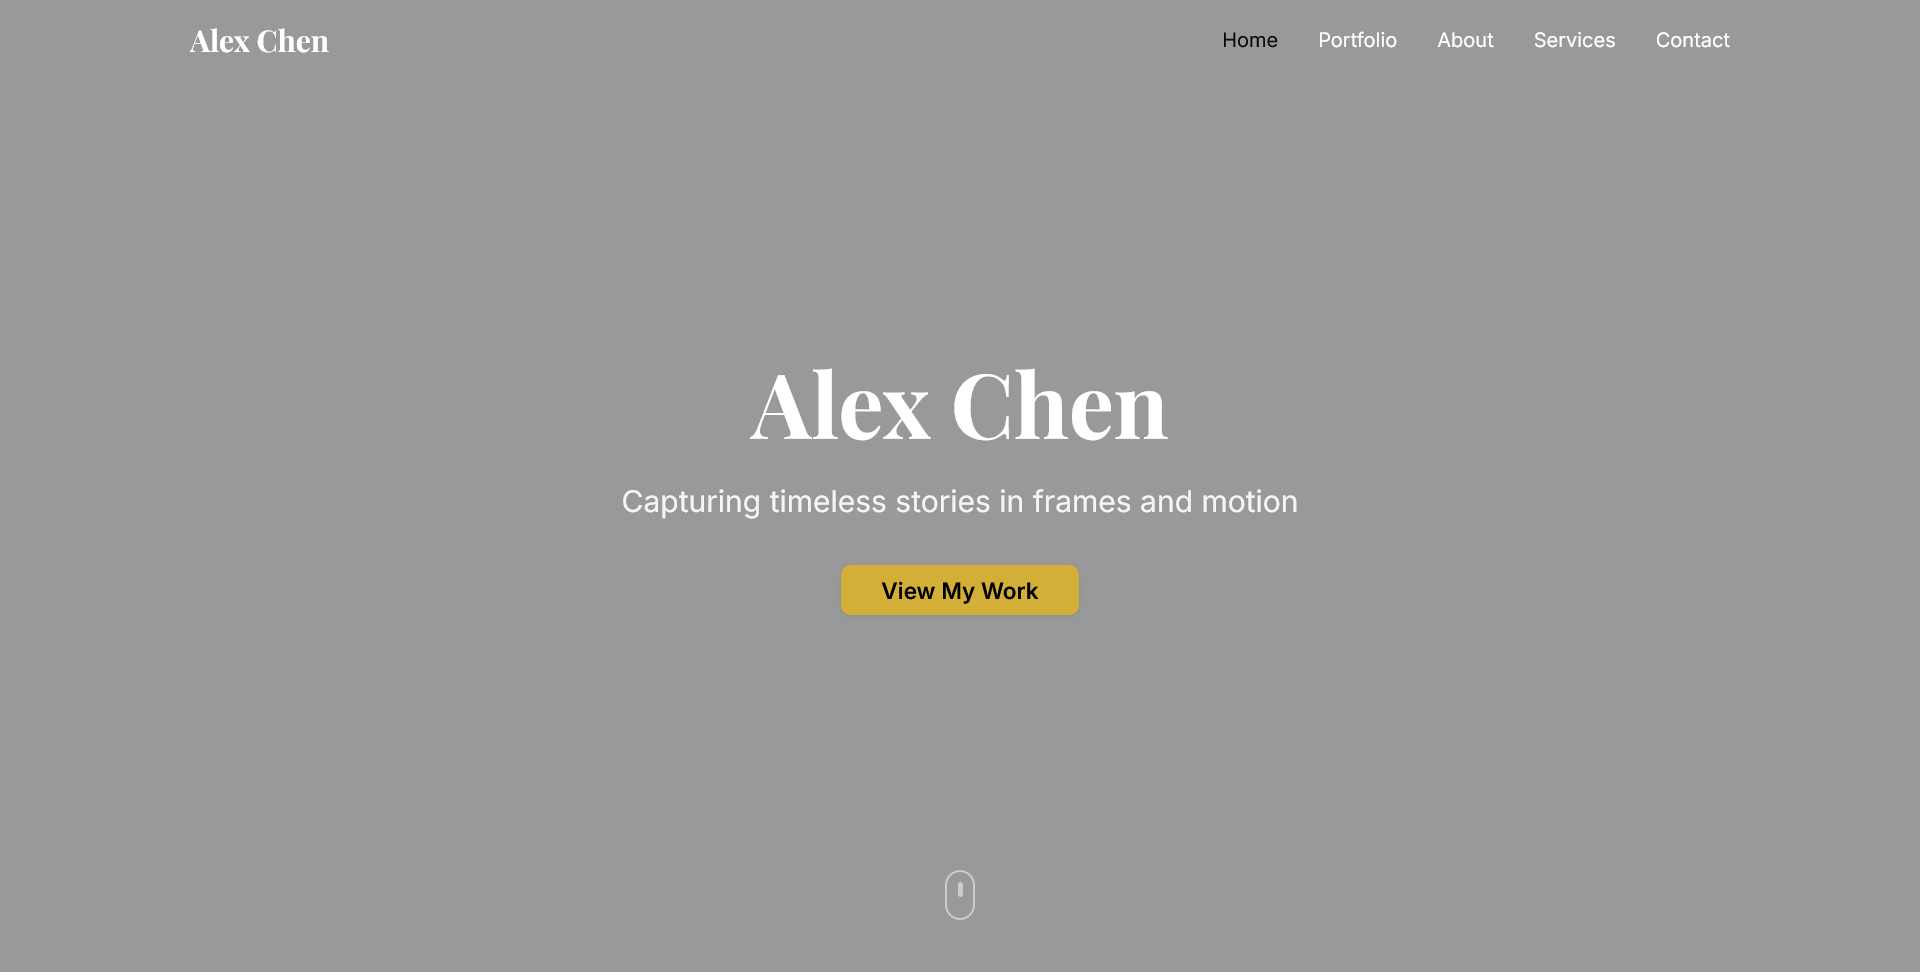 Alex Chen
Home Portfolio About Services Contact
Alex Chen
Capturing timeless stories in frames and motion
View My Work